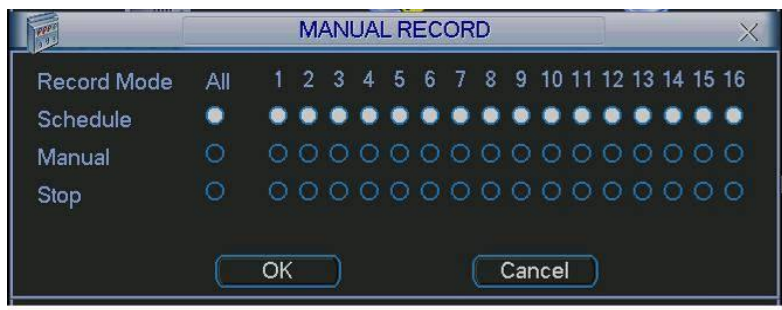 MANUAL RECORD
Record Mode All 1 2 3 4 5 6 7 8 9 10 11 12 13 14 15 16
Schedule
Manual
Stop
OK Cancel